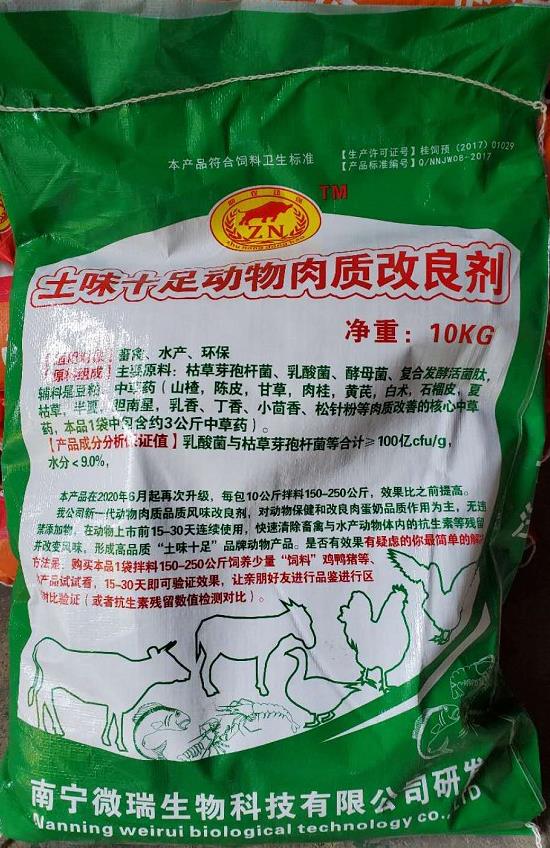 本产品符合饲料卫生标准
【生产许可证号】桂饲预(2017)01029
【产品标准编号】Q/NNJW08-2017
TM
ZN
土味十足动物肉质改良剂
净重：10KG
畜禽、水产、环保
【原料组成】主要原料：枯草芽孢杆菌、乳酸菌、酵母菌、复合发酵活菌肽，
辅料是豆粕、中草药（山楂，陈皮，甘草，肉桂，黄芪，白术，石榴皮，夏
枯草，半夏，胆南星，乳香、丁香、小茴香、松针粉等肉质改善的核心中草
药，本品1袋中包含约3公斤中草药）。
【产品成分分析保证值】乳酸菌与枯草芽孢杆菌等合计≥100亿cfu/g，
水分<9.0%，
本产品在2020年6月起再次升级，每包10公斤拌料150-250公斤，效果比之前提高。
我公司新一代动物肉质品质风味改良剂，对动物保健和改良肉蛋奶品质作用为主，无违
禁添加物，在动物上市前15-30天连续使用，快速清除畜禽与水产动物体内的抗生素等残留
并改变风味，形成高品质“土味十足”品牌动物产品。是否有效果有疑虑的你最简单的解决
方法是：购买本品1袋拌料150-250公斤饲养少量“饲料”鸡鸭猪等、
水产品试试看，15-30天即可验证效果，让亲朋好友进行品鉴进行区
别对比验证（或者抗生素残留数值检测对比）。
南宁微瑞生物科技有限公司研发
Nanning weirui biological technology co.,LTD